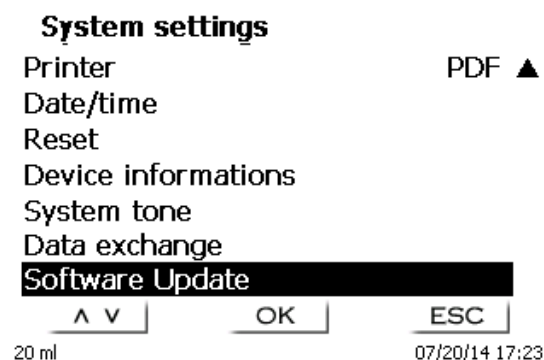 System settings
Printer PDF ▲
Date/time
Reset
Device informations
System tone
Data exchange
Software Update
∧ ∨ OK ESC
20 ml 07/20/14 17:23